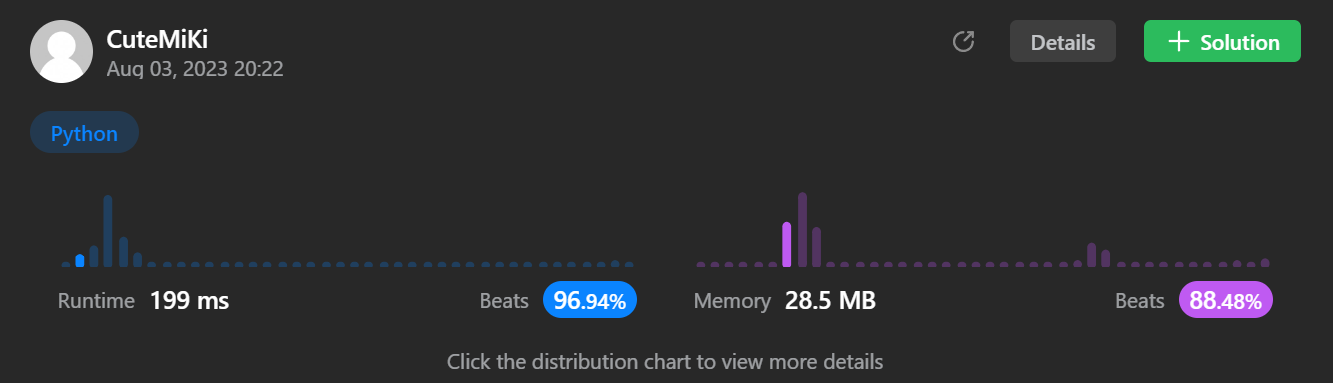 CuteMiKi
Aug 03, 2023 20:22
Details
+ Solution
Python
Runtime 199 ms
Beats 96.94%
Memory 28.5 MB
Beats 88.48%
Click the distribution chart to view more details